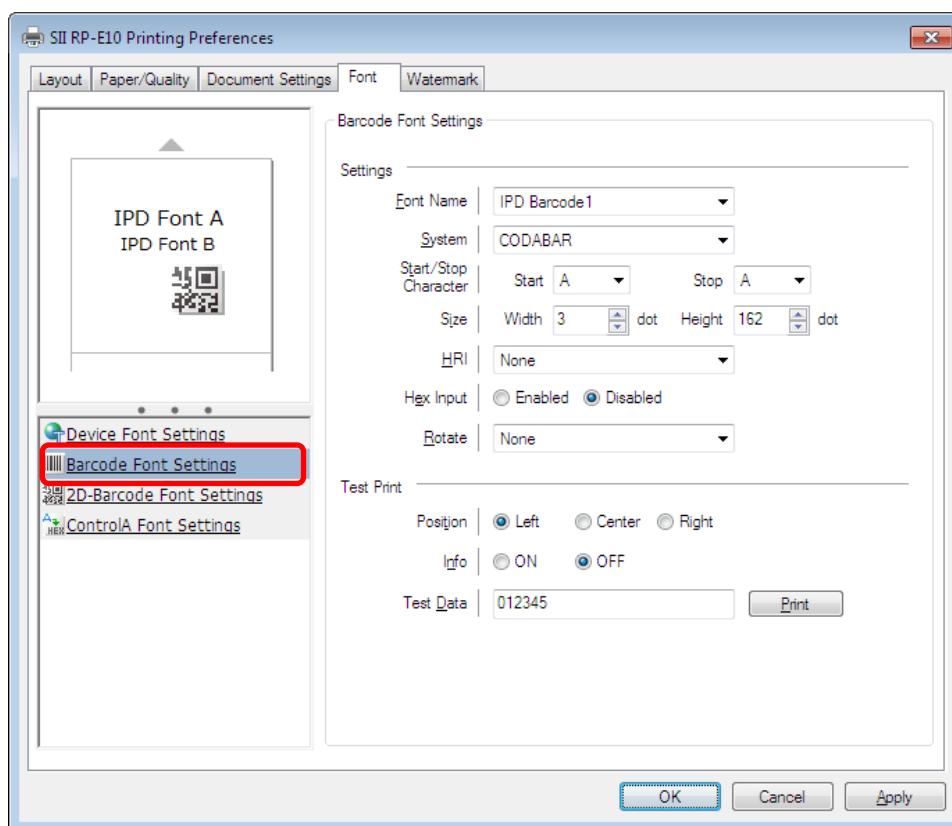 SII RP-E10 Printing Preferences
Layout Paper/Quality Document Settings Font Watermark
IPD Font A
IPD Font B
Device Font Settings
Barcode Font Settings
2D-Barcode Font Settings
A HEX ControlA Font Settings
Barcode Font Settings
Settings
Font Name IPD Barcode1
System CODABAR
Start/Stop Character Start A Stop A
Size Width 3 dot Height 162 dot
HRI None
Hex Input Enabled Disabled
Rotate None
Test Print
Position Left Center Right
Info ON OFF
Test Data 012345 Print
OK Cancel Apply